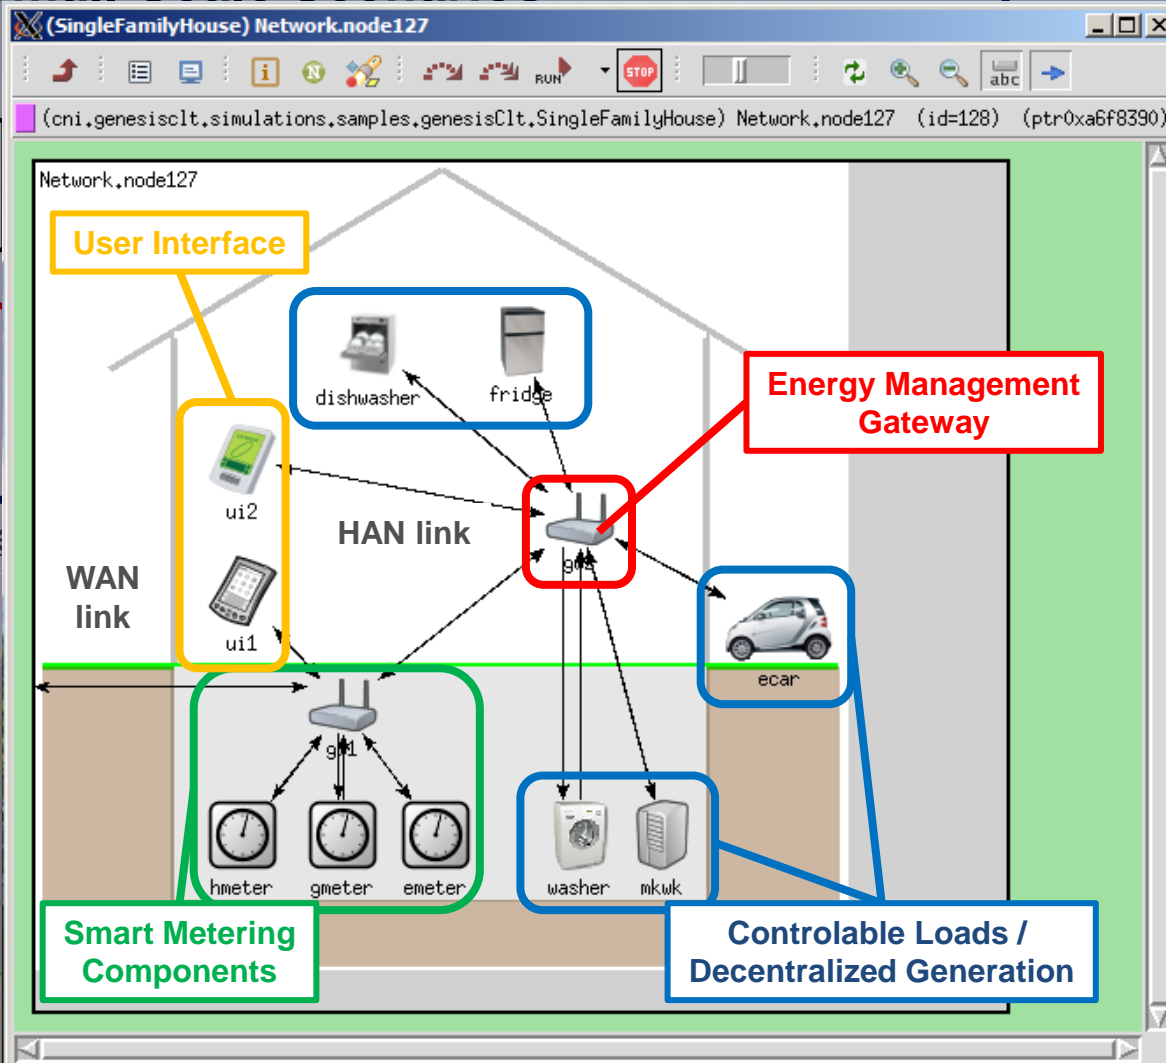 (SingleFamilyHouse) Network.node127
RUN
STOP
abc
(cni.genesisclt.simulations.samples.genesisClt.SingleFamilyHouse) Network.node127 (id=128) (ptr0xa6f8390)
Network.node127
User Interface
dishwasher
fridge
Energy Management
Gateway
ui2
HAN link
WAN
link
ui1
ecar
hmeter
gmeter
emeter
washer
mkwk
Smart Metering
Components
Controlable Loads /
Decentralized Generation